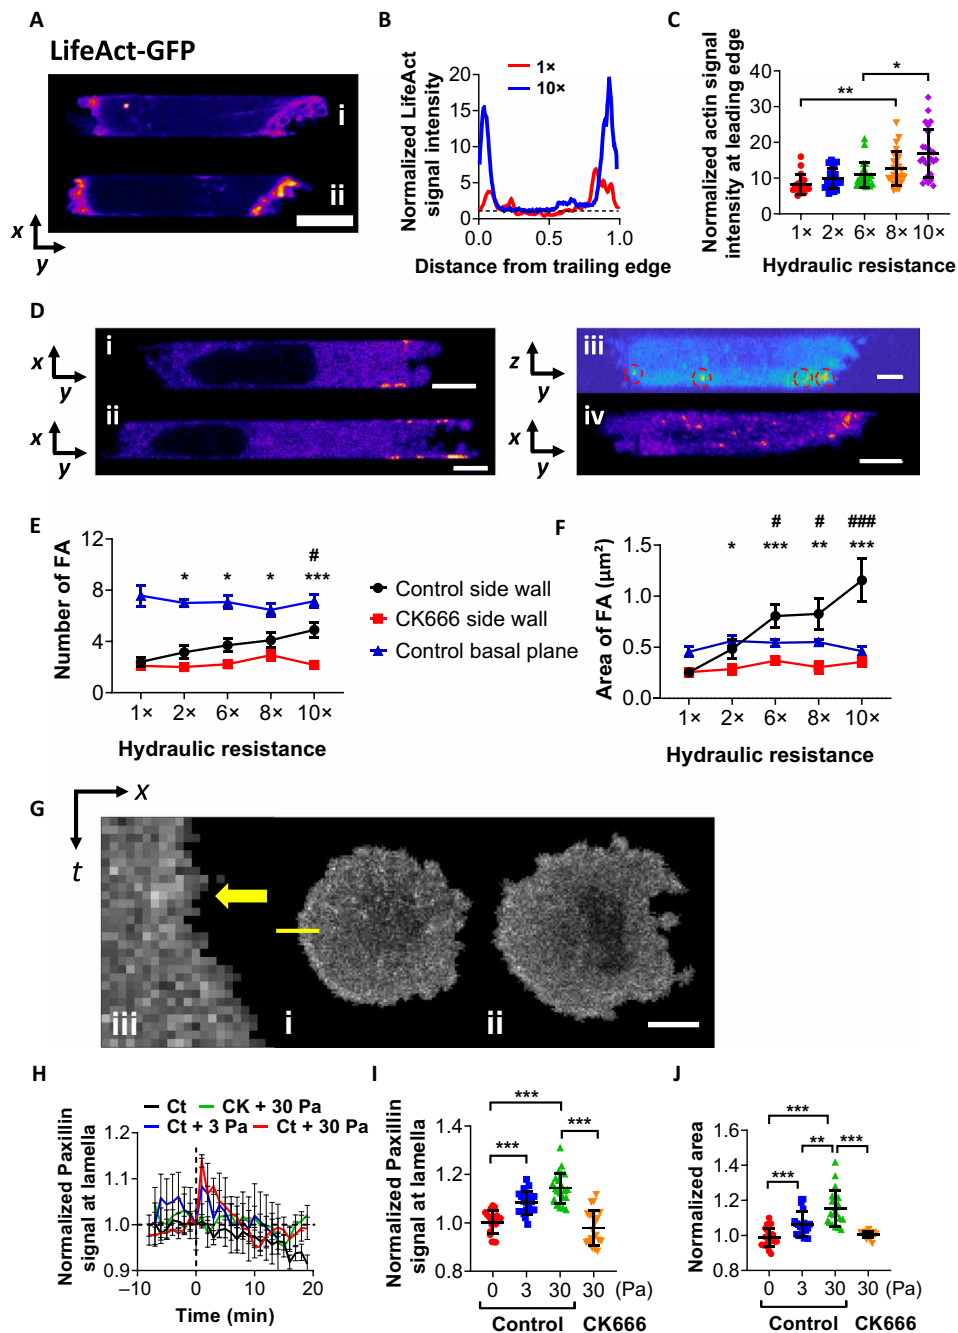 A
LifeAct-GFP
i
ii
x
y
B
Normalized LifeAct
signal intensity
1×
10×
20
15
10
5
0
0.0 0.5 1.0
Distance from trailing edge
C
Normalized actin signal
intensity at leading edge
*
**
40
30
20
10
0
1× 2× 6× 8× 10×
Hydraulic resistance
D
i
x
y
ii
x
y
iii
z
y
iv
x
y
E
Number of FA
12
8
4
0
* * * ***
#
1× 2× 6× 8× 10×
Hydraulic resistance
Control side wall
CK666 side wall
Control basal plane
F
Area of FA (µm²)
# # ###
* *** ** ***
1.5
1.0
0.5
0.0
1× 2× 6× 8× 10×
Hydraulic resistance
G
x
t
iii
i
ii
H
Normalized Paxillin
signal at lamella
Ct CK + 30 Pa
Ct + 3 Pa Ct + 30 Pa
1.2
1.1
1.0
0.9
−10 0 10 20
Time (min)
I
Normalized Paxillin
signal at lamella
***
*** ***
1.4
1.2
1.0
0.8
0 3 30 30 (Pa)
Control CK666
J
Normalized area
***
*** ** ***
1.6
1.4
1.2
1.0
0.8
0 3 30 30 (Pa)
Control CK666